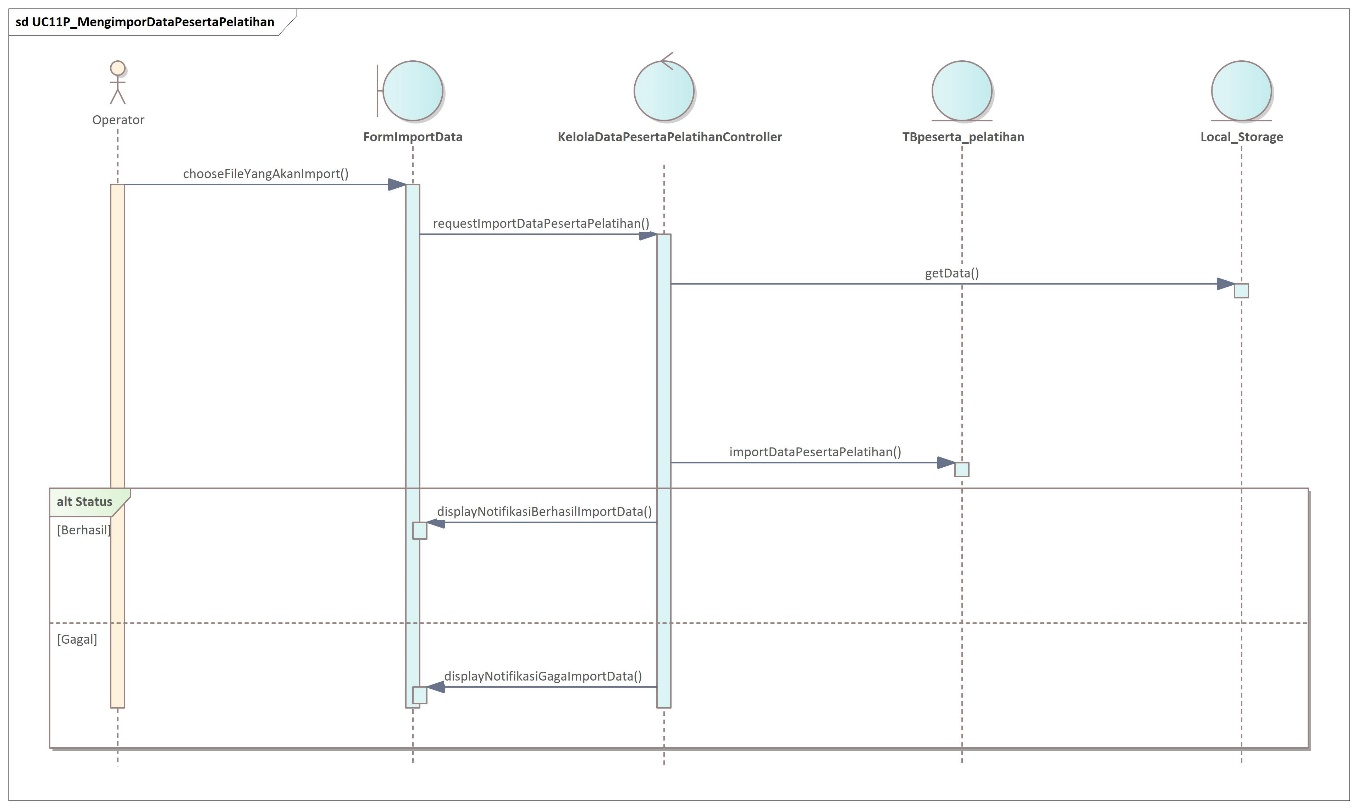 sd UC11P_MengimporDataPesertaPelatihan
Operator
FormImportData
KelolaDataPesertaPelatihanController
TBpeserta_pelatihan
Local_Storage
chooseFileYangAkanImport()
requestImportDataPesertaPelatihan()
getData()
importDataPesertaPelatihan()
alt Status
displayNotifikasiBerhasilImportData()
[Berhasil]
[Gagal]
displayNotifikasiGagaImportData()